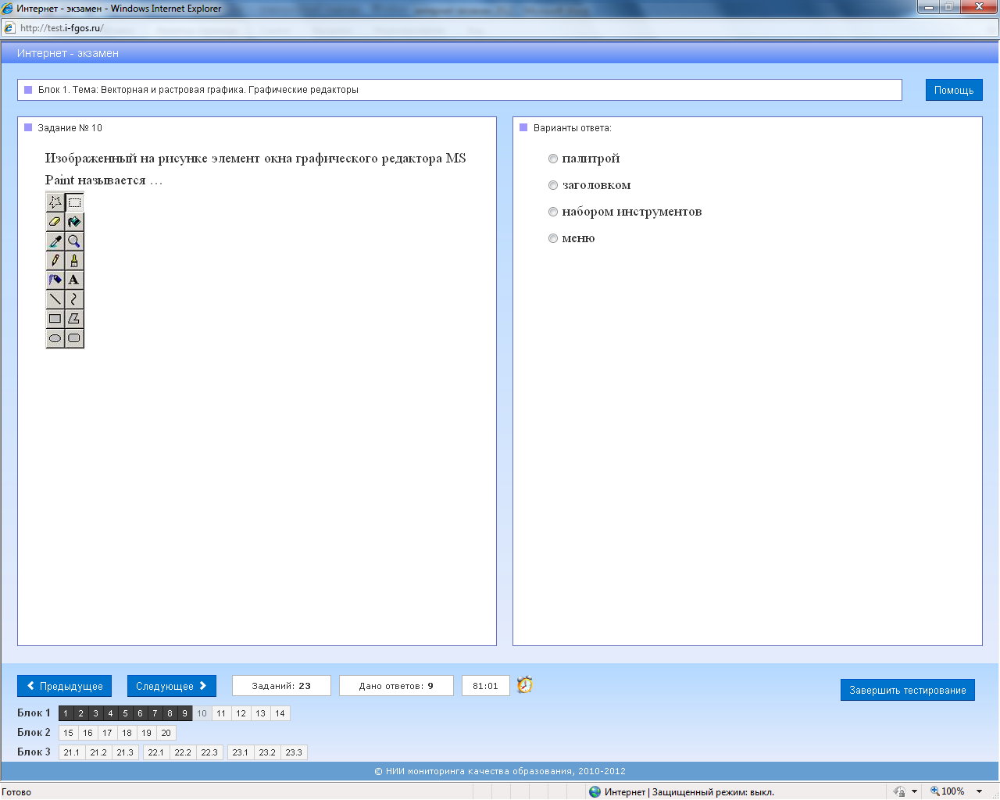 Интернет - экзамен - Windows Internet Explorer
http://test.i-fgos.ru/
Интернет - экзамен
Блок 1. Тема: Векторная и растровая графика. Графические редакторы
Помощь
Задание № 10
Изображенный на рисунке элемент окна графического редактора MS
Paint называется …
A
Варианты ответа:
палитрой
заголовком
набором инструментов
меню
Предыдущее
Следующее
Заданий: 23
Дано ответов: 9
81:01
Завершить тестирование
Блок 1 1 2 3 4 5 6 7 8 9 10 11 12 13 14
Блок 2 15 16 17 18 19 20
Блок 3 21.1 21.2 21.3 22.1 22.2 22.3 23.1 23.2 23.3
© НИИ мониторинга качества образования, 2010-2012
Готово
Интернет | Защищенный режим: выкл.
100%